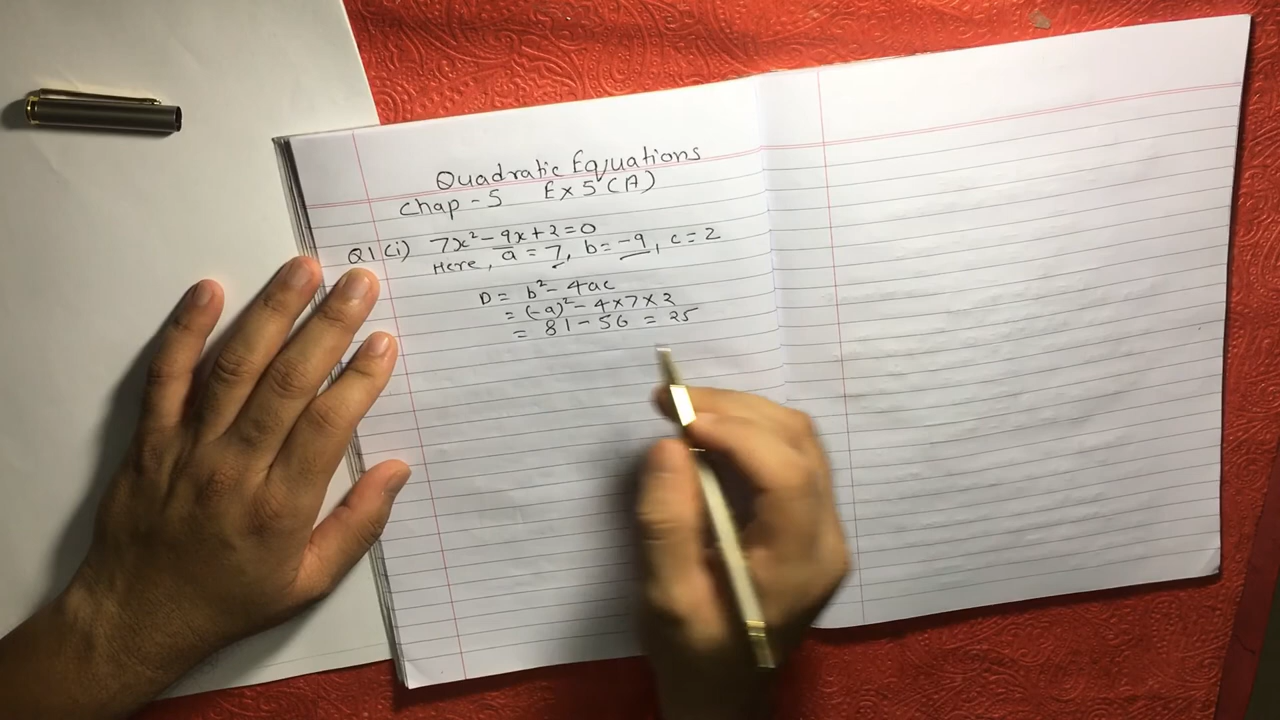 Quadratic Equations
Chap - 5 Ex 5 (A)
Q1 (i) 7x² - 9x + 2 = 0
Here, a = 7, b = -9, c = 2
D = b² - 4ac
= (-9)² - 4 × 7 × 2
= 81 - 56 = 25